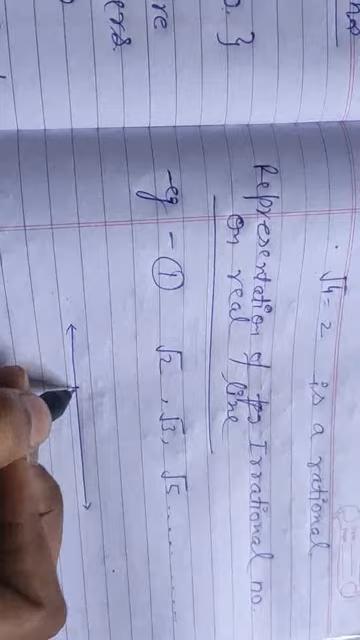 √4 = 2 is a rational
Representation of Irrational no.
on real line
eg - ① √2, √3, √5..........